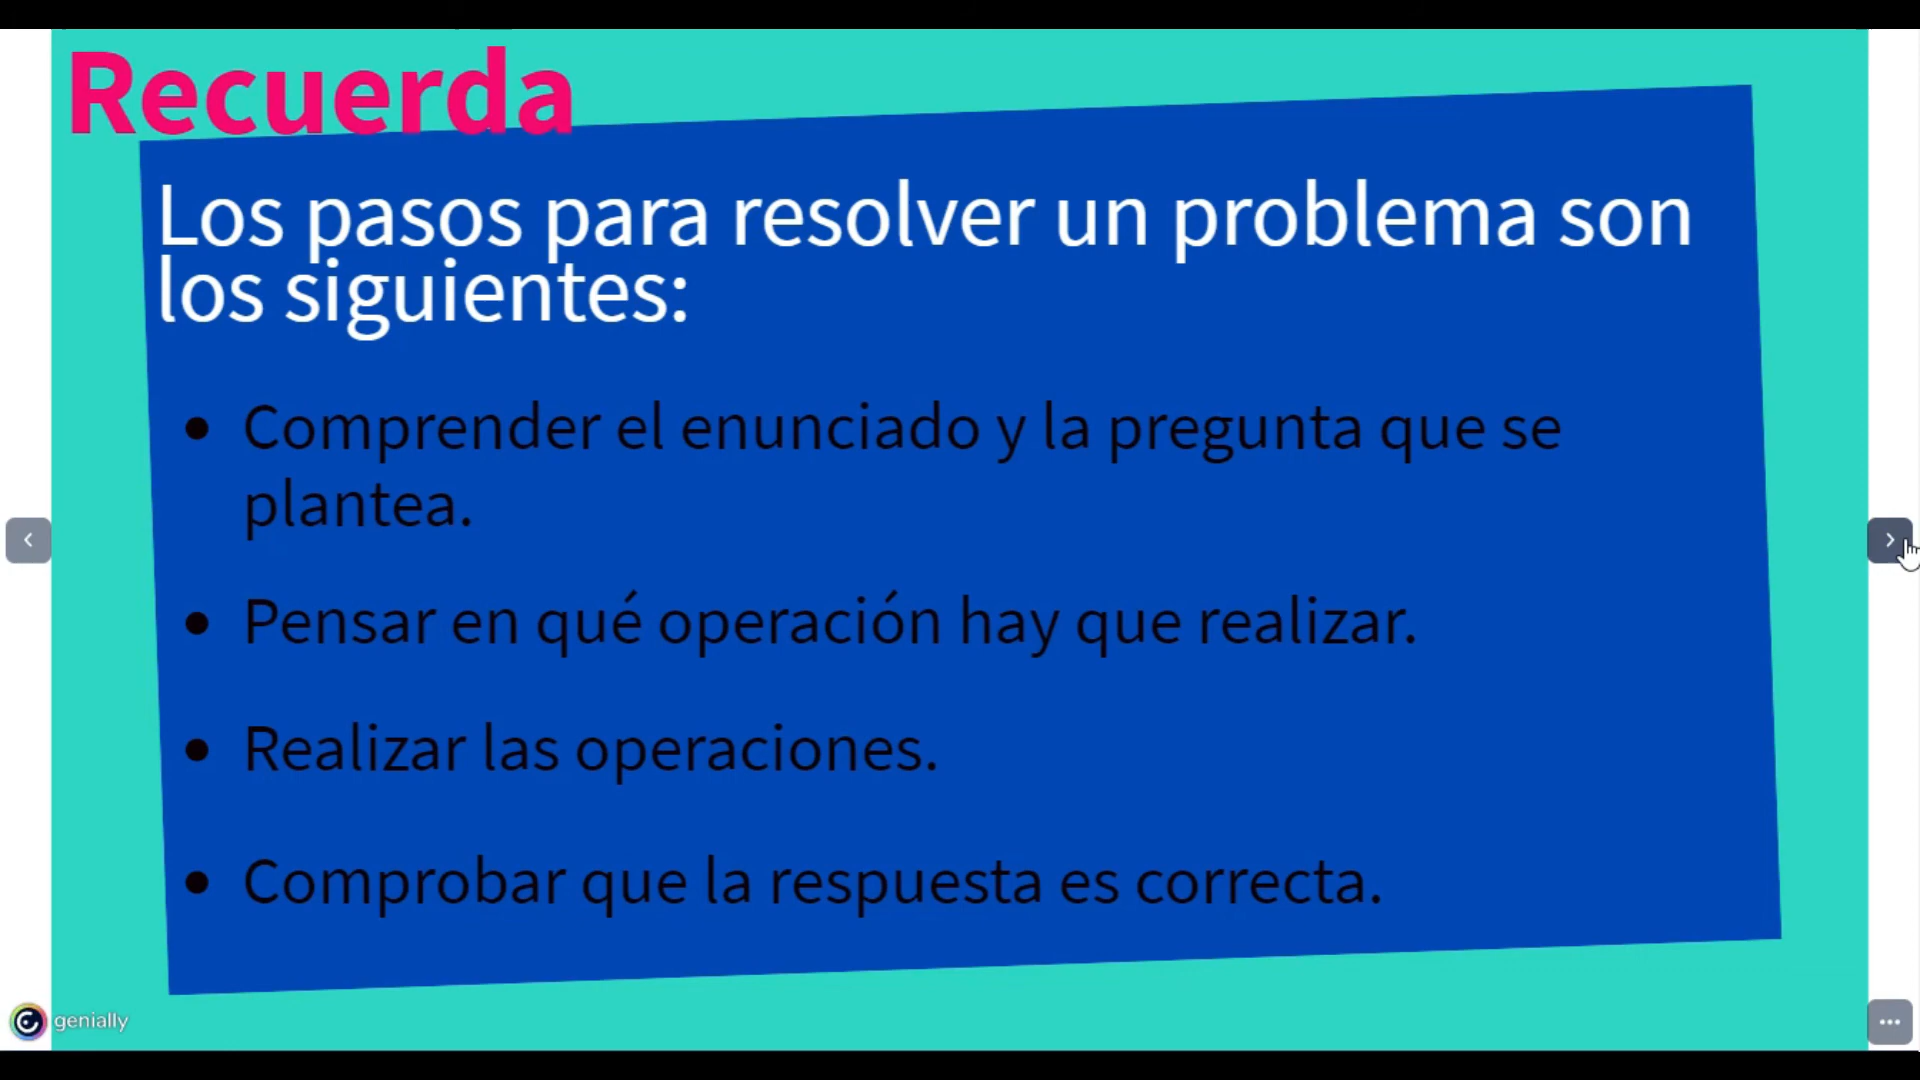 Recuerda
Los pasos para resolver un problema son
los siguientes:
• Comprender el enunciado y la pregunta que se
plantea.
• Pensar en qué operación hay que realizar.
• Realizar las operaciones.
• Comprobar que la respuesta es correcta.
genially